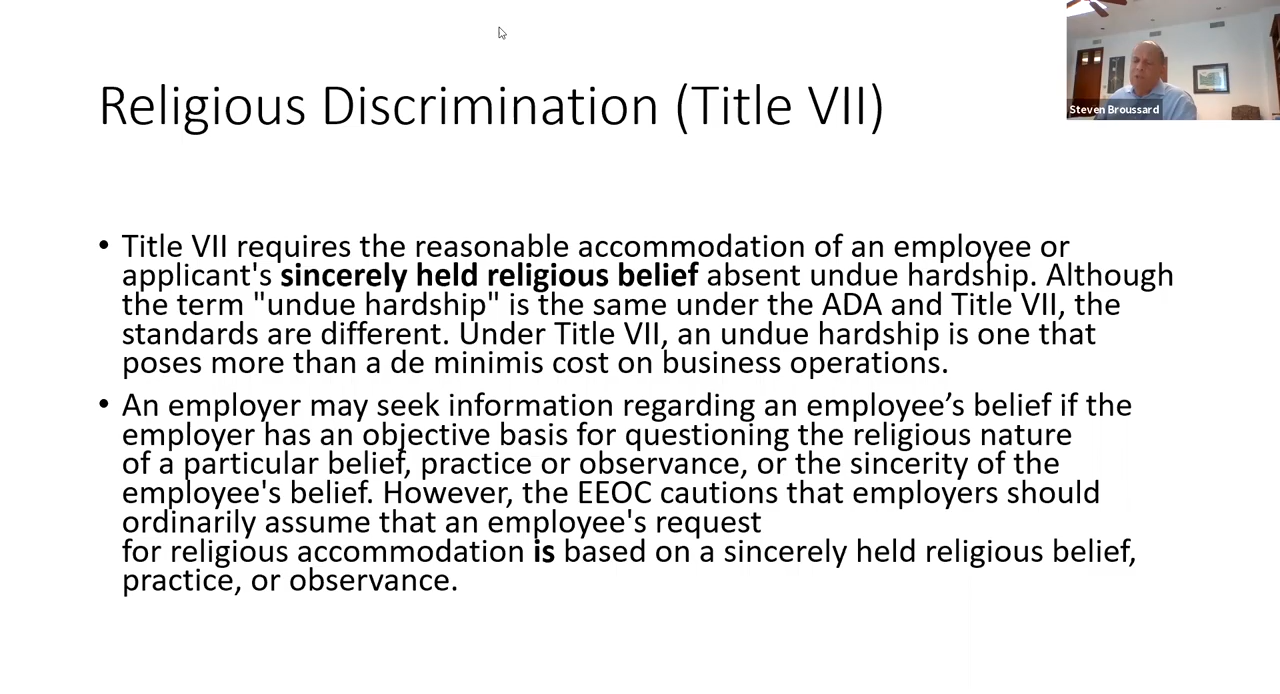 Religious Discrimination (Title VII)
Steven Broussard
• Title VII requires the reasonable accommodation of an employee or
applicant's sincerely held religious belief absent undue hardship. Although
the term "undue hardship" is the same under the ADA and Title VII, the
standards are different. Under Title VII, an undue hardship is one that
poses more than a de minimis cost on business operations.
• An employer may seek information regarding an employee’s belief if the
employer has an objective basis for questioning the religious nature
of a particular belief, practice or observance, or the sincerity of the
employee's belief. However, the EEOC cautions that employers should
ordinarily assume that an employee's request
for religious accommodation is based on a sincerely held religious belief,
practice, or observance.